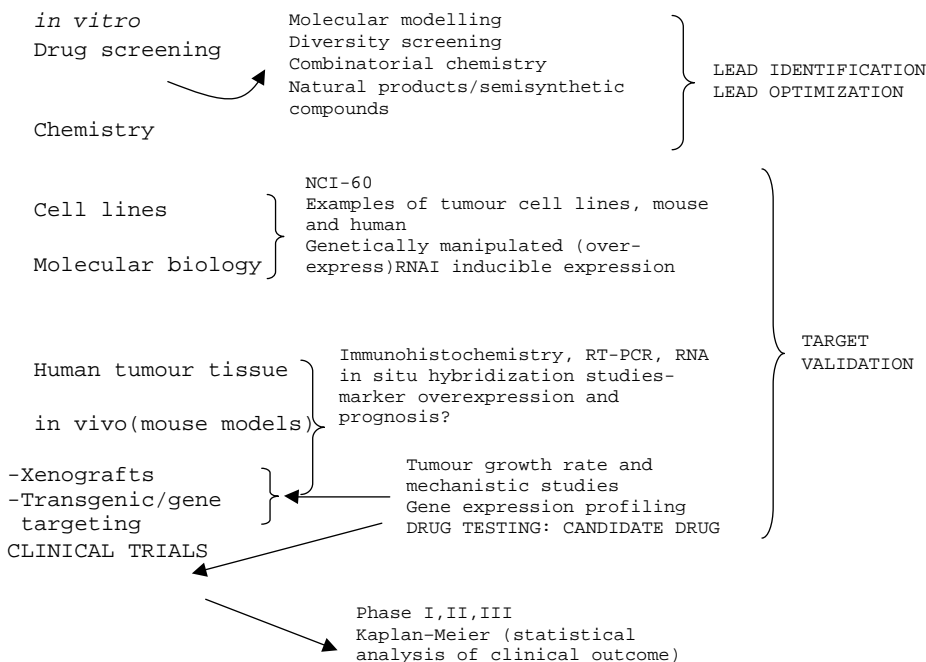 in vitro
Drug screening
Chemistry
Molecular modelling
Diversity screening
Combinatorial chemistry
Natural products/semisynthetic
compounds
LEAD IDENTIFICATION
LEAD OPTIMIZATION
Cell lines
Molecular biology
NCI-60
Examples of tumour cell lines, mouse
and human
Genetically manipulated (over-
express)RNAI inducible expression
Human tumour tissue
in vivo(mouse models)
Immunohistochemistry, RT-PCR, RNA
in situ hybridization studies-
marker overexpression and
prognosis?
TARGET
VALIDATION
-Xenografts
-Transgenic/gene
targeting
Tumour growth rate and
mechanistic studies
Gene expression profiling
DRUG TESTING: CANDIDATE DRUG
CLINICAL TRIALS
Phase I,II,III
Kaplan-Meier (statistical
analysis of clinical outcome)